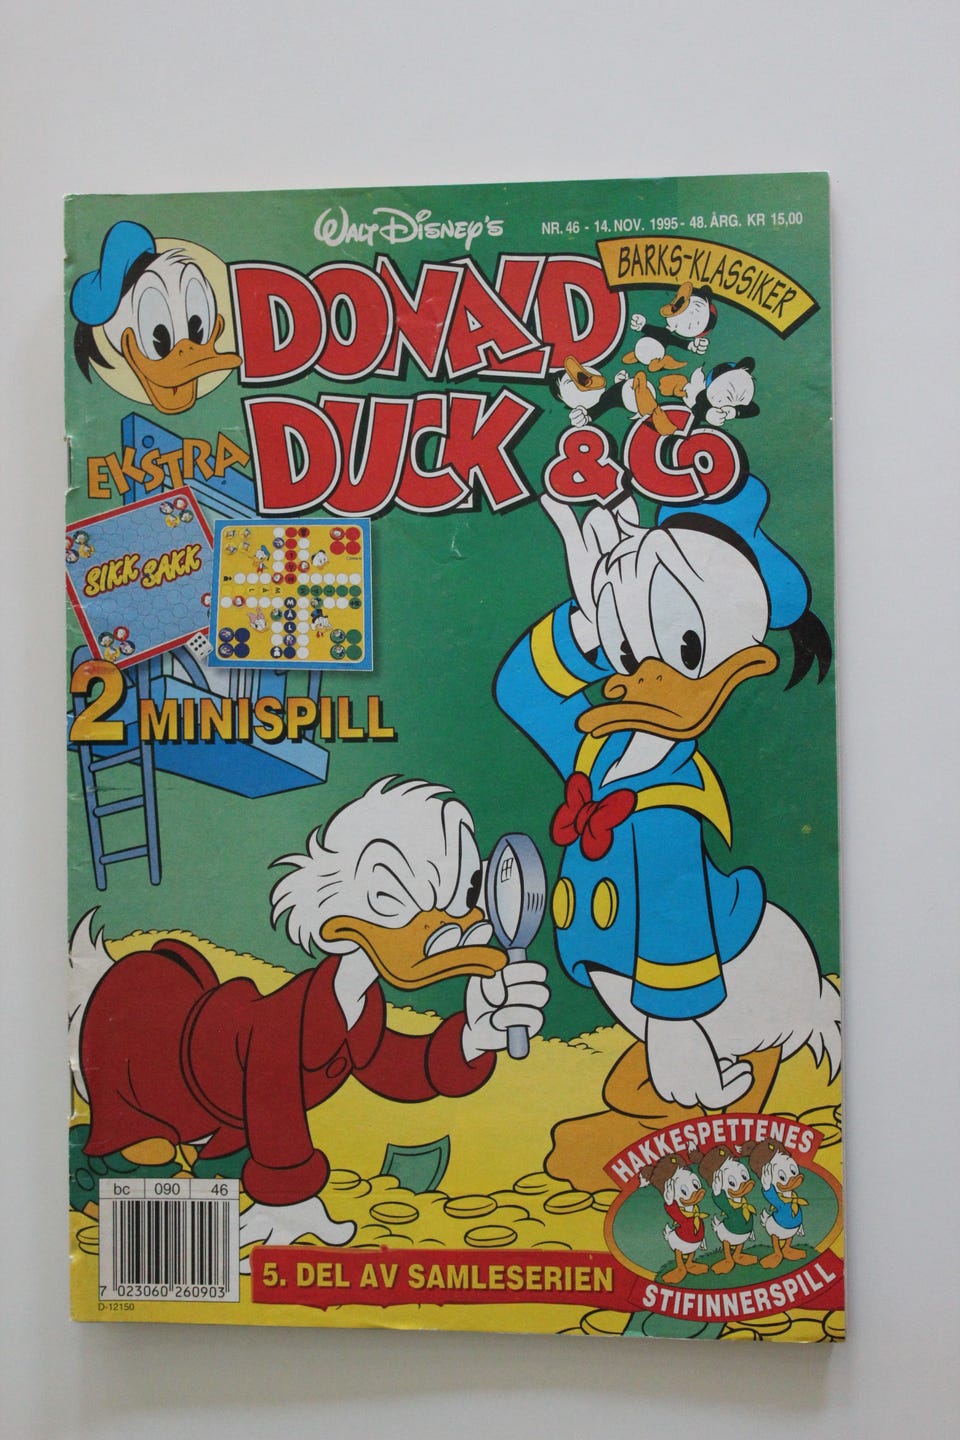 WALT DISNEY'S
NR. 46 - 14. NOV. 1995 - 48. ÅRG. KR 15,00
BARKS-KLASSIKER
DONALD
DUCK & Co
EKSTRA
SIKK SAKK
2 MINISPILL
HAKKESPETTENES
STIFINNERSPILL
5. DEL AV SAMLESERIEN
bc 090 46
7 023060 260903
D-12150